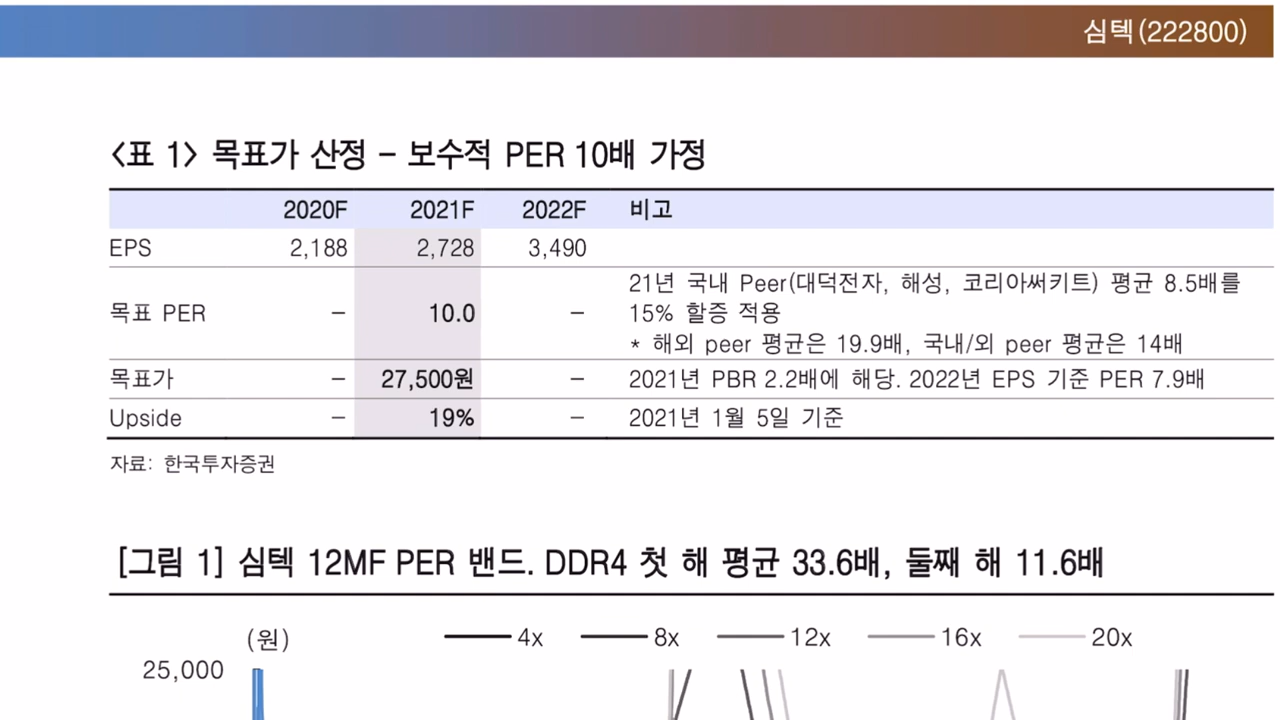 심텍(222800)
<표 1> 목표가 산정 – 보수적 PER 10배 가정
2020F 2021F 2022F 비고
EPS 2,188 2,728 3,490
21년 국내 Peer(대덕전자, 해성, 코리아써키트) 평균 8.5배를
목표 PER – 10.0 – 15% 할증 적용
* 해외 peer 평균은 19.9배, 국내/외 peer 평균은 14배
목표가 – 27,500원 – 2021년 PBR 2.2배에 해당. 2022년 EPS 기준 PER 7.9배
Upside – 19% – 2021년 1월 5일 기준
자료: 한국투자증권
[그림 1] 심텍 12MF PER 밴드. DDR4 첫 해 평균 33.6배, 둘째 해 11.6배
(원) 4x 8x 12x 16x 20x
25,000